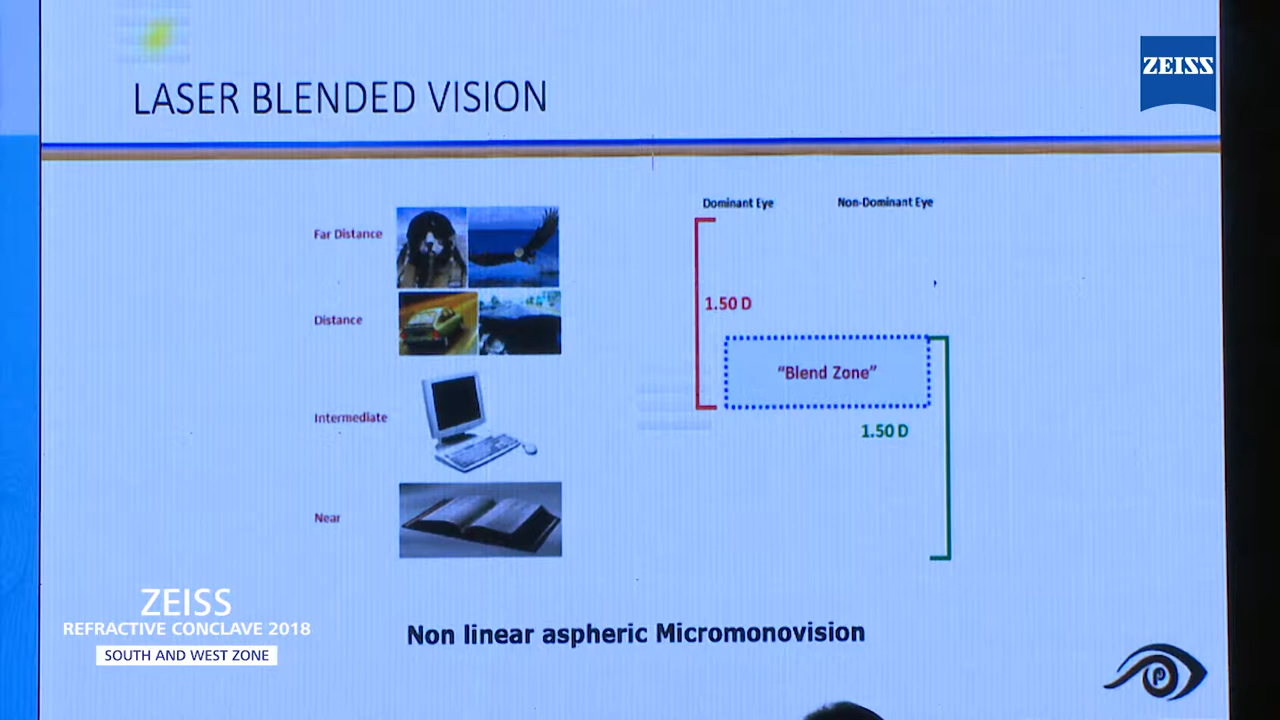 ZEISS
LASER BLENDED VISION
Dominant Eye
Non-Dominant Eye
Far Distance
1.50 D
Distance
"Blend Zone"
Intermediate
1.50 D
Near
ZEISS
REFRACTIVE CONCLAVE 2018
SOUTH AND WEST ZONE
Non linear aspheric Micromonovision